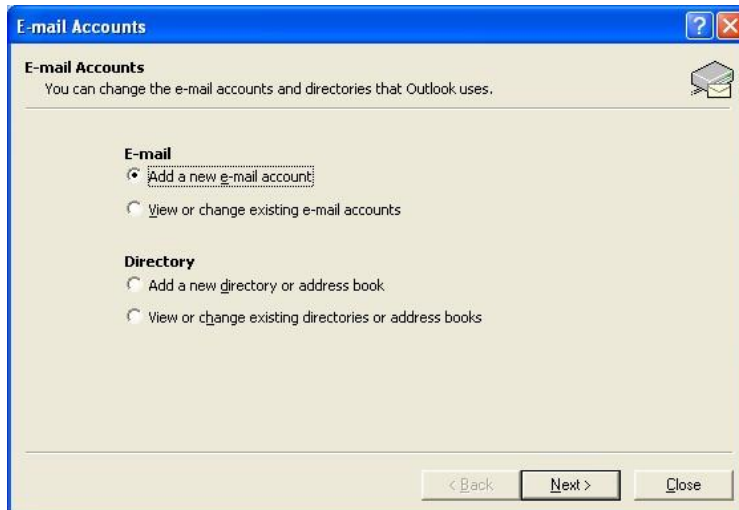 E-mail Accounts
E-mail Accounts
You can change the e-mail accounts and directories that Outlook uses.
E-mail
Add a new e-mail account
View or change existing e-mail accounts
Directory
Add a new directory or address book
View or change existing directories or address books
< Back Next > Close